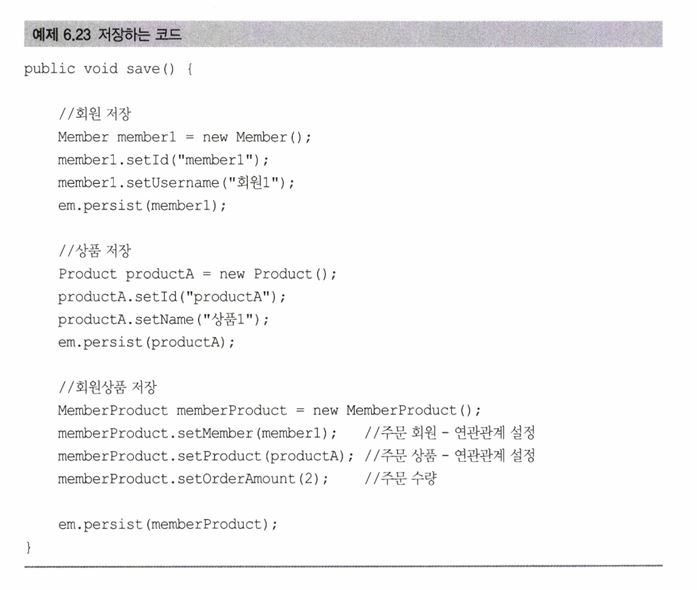 예제 6.23 저장하는 코드
public void save() {
//회원 저장
Member member1 = new Member();
member1.setId("member1");
member1.setUsername("회원1");
em.persist(member1);
//상품 저장
Product productA = new Product();
productA.setId("productA");
productA.setName("상품1");
em.persist(productA);
//회원상품 저장
MemberProduct memberProduct = new MemberProduct();
memberProduct.setMember(member1); //주문 회원 - 연관관계 설정
memberProduct.setProduct(productA); //주문 상품 - 연관관계 설정
memberProduct.setOrderAmount(2); //주문 수량
em.persist(memberProduct);
}